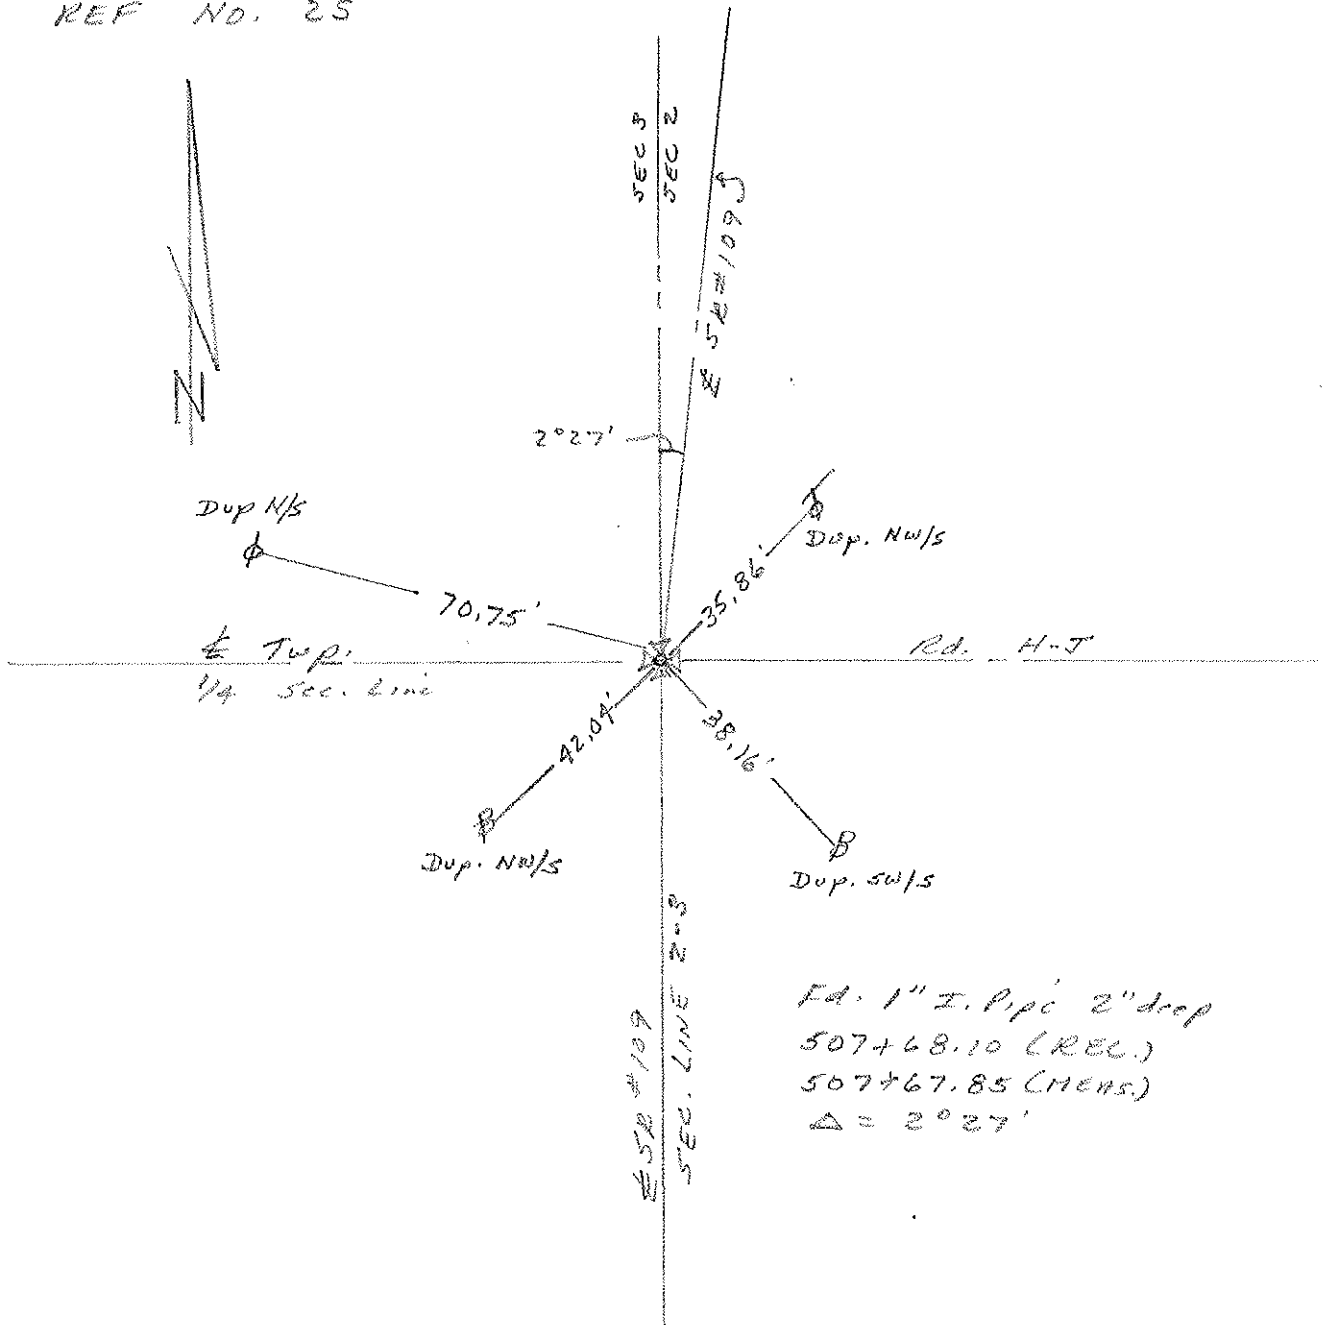 REF NO. 25
SEC 3
SEC 2
℄ SR #109
N
2°27'
Dup N/S
Dup. NW/S
70.75'
35.86'
℄ Twp. Rd. H-J
1/4 Sec. Line
42.04'
38.16'
Dup. NW/S
Dup. SW/S
℄ SR #109
SEC. LINE 2-3
Fd. 1" I. Pipe 2" deep
507+68.10 (REC.)
507+67.85 (MEAS.)
Δ = 2°27'